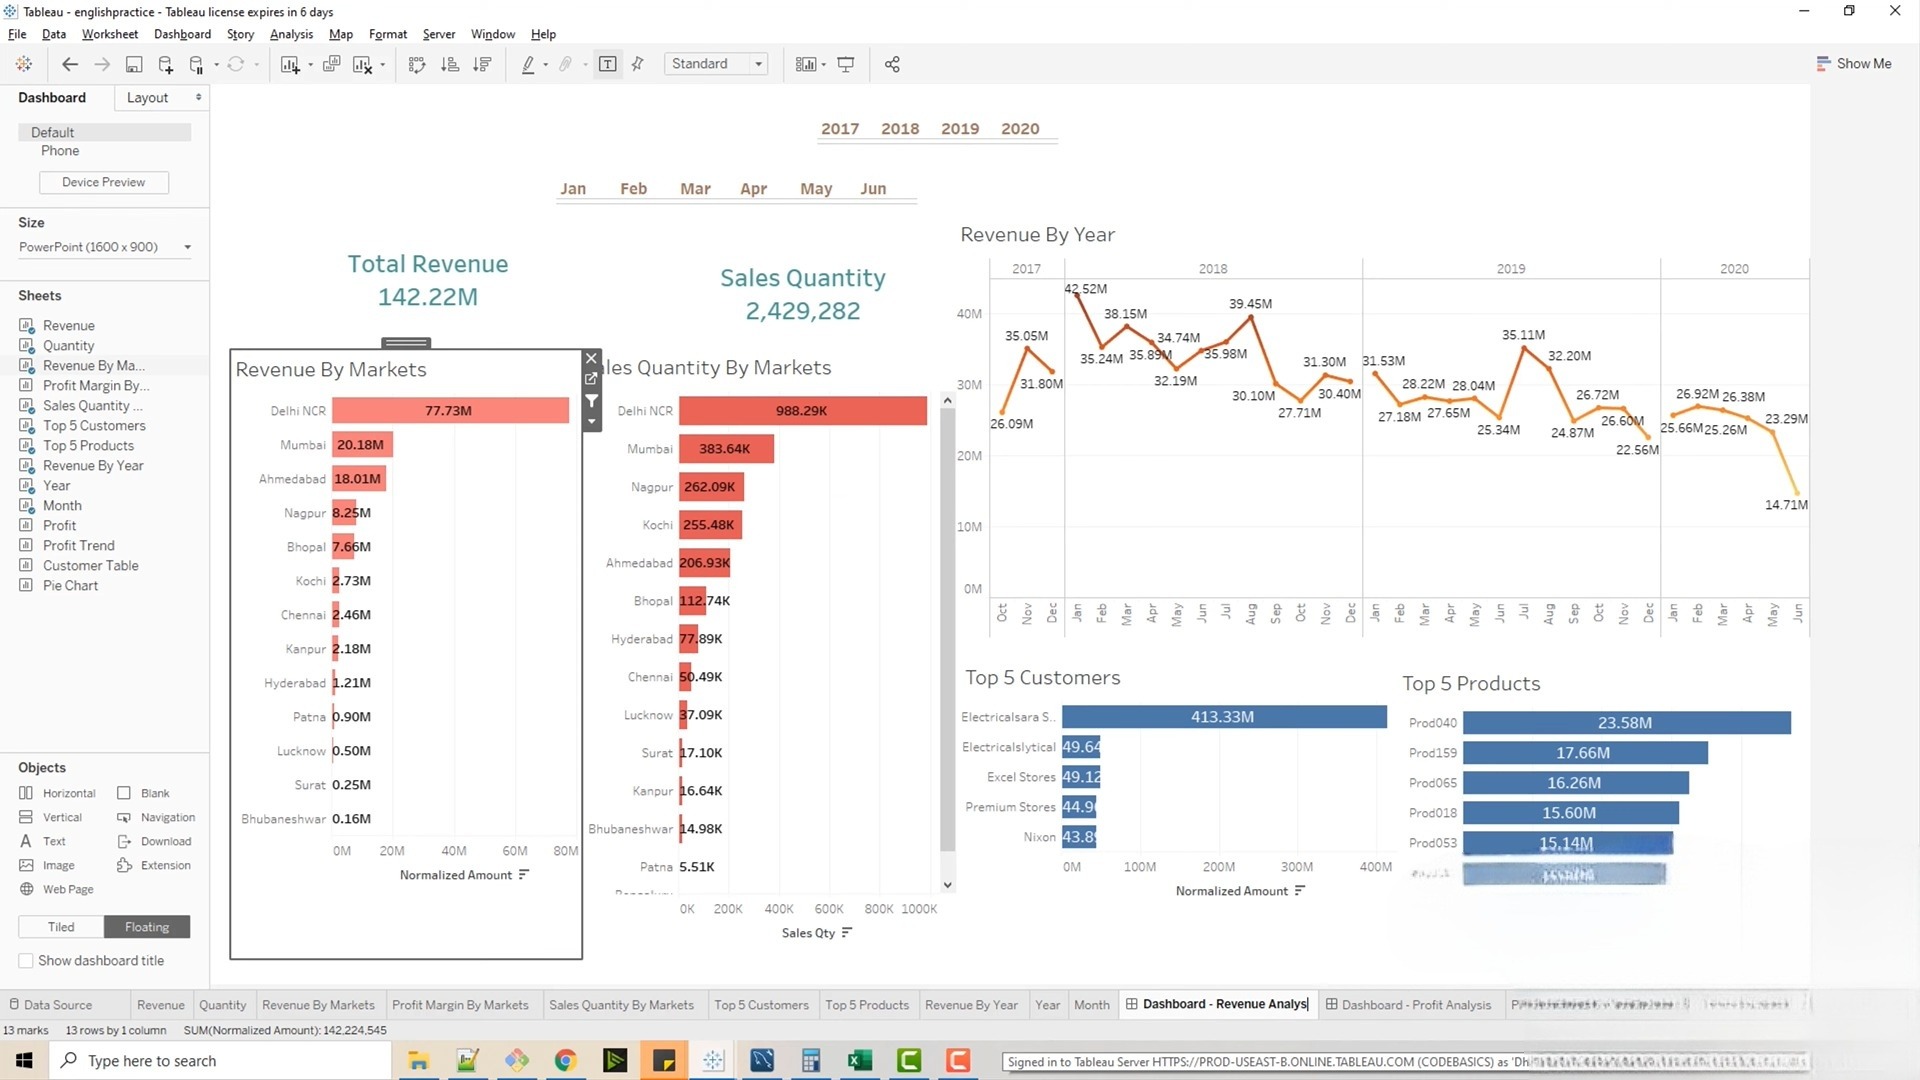 Tableau - englishpractice - Tableau license expires in 6 days
File Data Worksheet Dashboard Story Analysis Map Format Server Window Help
Standard
Show Me
Dashboard Layout
Default
Phone
Device Preview
Size
PowerPoint (1600 x 900)
Sheets
Revenue
Quantity
Revenue By Ma...
Profit Margin By...
Sales Quantity ...
Top 5 Customers
Top 5 Products
Revenue By Year
Year
Month
Profit
Profit Trend
Customer Table
Pie Chart
Objects
Horizontal Blank
Vertical Navigation
Text Download
Image Extension
Web Page
Tiled Floating
Show dashboard title
2017 2018 2019 2020
Jan Feb Mar Apr May Jun
Total Revenue
142.22M
Sales Quantity
2,429,282
Revenue By Markets
Delhi NCR 77.73M
Mumbai 20.18M
Ahmedabad 18.01M
Nagpur 8.25M
Bhopal 7.66M
Kochi 2.73M
Chennai 2.46M
Kanpur 2.18M
Hyderabad 1.21M
Patna 0.90M
Lucknow 0.50M
Surat 0.25M
Bhubaneshwar 0.16M
0M 20M 40M 60M 80M
Normalized Amount
ales Quantity By Markets
Delhi NCR 988.29K
Mumbai 383.64K
Nagpur 262.09K
Kochi 255.48K
Ahmedabad 206.93K
Bhopal 112.74K
Hyderabad 77.89K
Chennai 50.49K
Lucknow 37.09K
Surat 17.10K
Kanpur 16.64K
Bhubaneshwar 14.98K
Patna 5.51K
0K 200K 400K 600K 800K 1000K
Sales Qty
Revenue By Year
2017 2018 2019 2020
40M
30M
20M
10M
0M
26.09M 35.05M 31.80M
42.52M 35.24M 38.15M 35.89M 34.74M 32.19M 35.98M 39.45M 30.10M 27.71M 31.30M 30.40M
31.53M 27.18M 28.22M 27.65M 28.04M 25.34M 35.11M 32.20M 24.87M 26.72M 26.60M 22.56M
25.66M 26.92M 25.26M 26.38M 23.29M 14.71M
Oct Nov Dec Jan Feb Mar Apr May Jun Jul Aug Sep Oct Nov Dec Jan Feb Mar Apr May Jun Jul Aug Sep Oct Nov Dec Jan Feb Mar Apr May Jun
Top 5 Customers
Electricalsara S.. 413.33M
Electricalslytical 49.64
Excel Stores 49.12
Premium Stores 44.9
Nixon 43.8
0M 100M 200M 300M 400M
Normalized Amount
Top 5 Products
Prod040 23.58M
Prod159 17.66M
Prod065 16.26M
Prod018 15.60M
Prod053 15.14M
Data Source Revenue Quantity Revenue By Markets Profit Margin By Markets Sales Quantity By Markets Top 5 Customers Top 5 Products Revenue By Year Year Month Dashboard - Revenue Analys Dashboard - Profit Analysis
13 marks 13 rows by 1 column SUM(Normalized Amount): 142,224,545
Type here to search
Signed in to Tableau Server HTTPS://PROD-USEAST-B.ONLINE.TABLEAU.COM (CODEBASICS) as